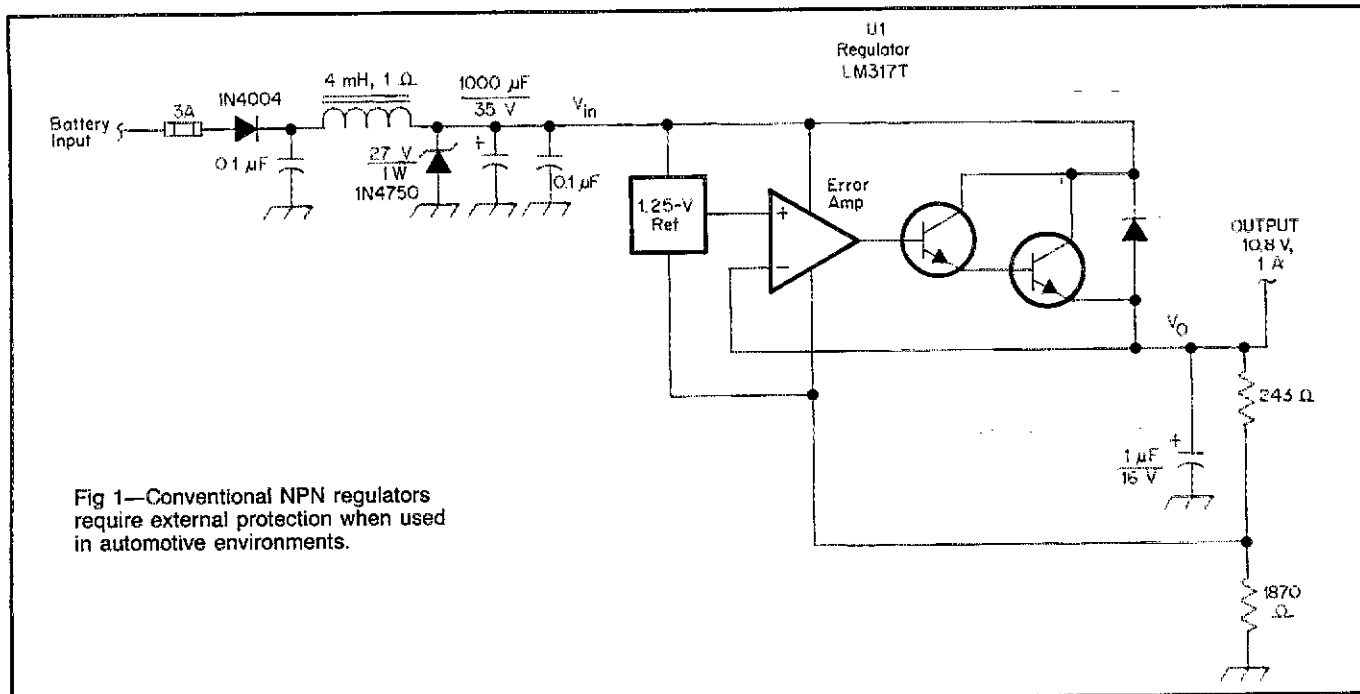 U1
Regulator
LM317T
4 mH, 1 Ω
1000 µF
35 V
1N4004
3A
Vin
Battery
Input
0.1 µF
27 V
1W
1N4750
+
0.1 µF
1.25-V
Ref
+
−
Error
Amp
OUTPUT
10.8 V,
1 A
VO
243 Ω
+
1 µF
16 V
Fig 1—Conventional NPN regulators
require external protection when used
in automotive environments.
1870
Ω